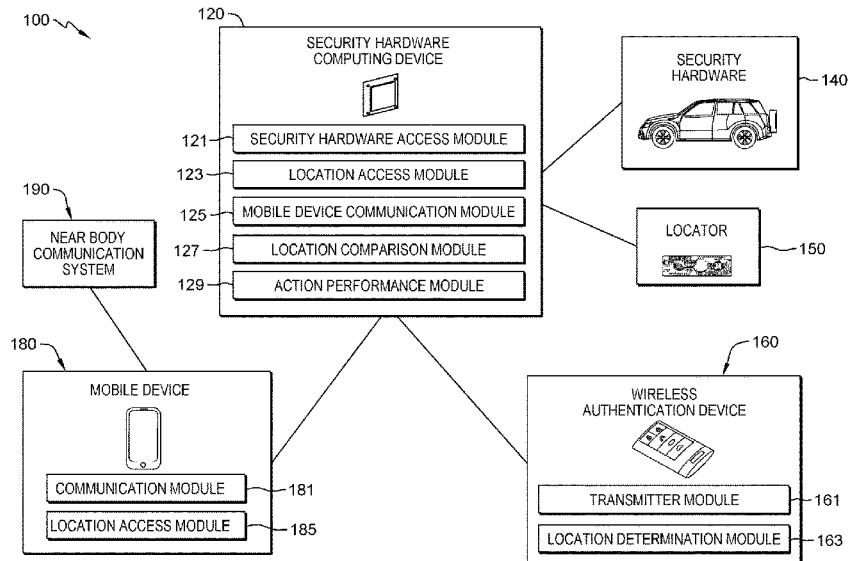 100
120
SECURITY HARDWARE
COMPUTING DEVICE
121
SECURITY HARDWARE ACCESS MODULE
123
LOCATION ACCESS MODULE
125
MOBILE DEVICE COMMUNICATION MODULE
127
LOCATION COMPARISON MODULE
129
ACTION PERFORMANCE MODULE
SECURITY
HARDWARE
140
LOCATOR
150
190
NEAR BODY
COMMUNICATION
SYSTEM
180
MOBILE DEVICE
COMMUNICATION MODULE
181
LOCATION ACCESS MODULE
185
160
WIRELESS
AUTHENTICATION DEVICE
TRANSMITTER MODULE
161
LOCATION DETERMINATION MODULE
163